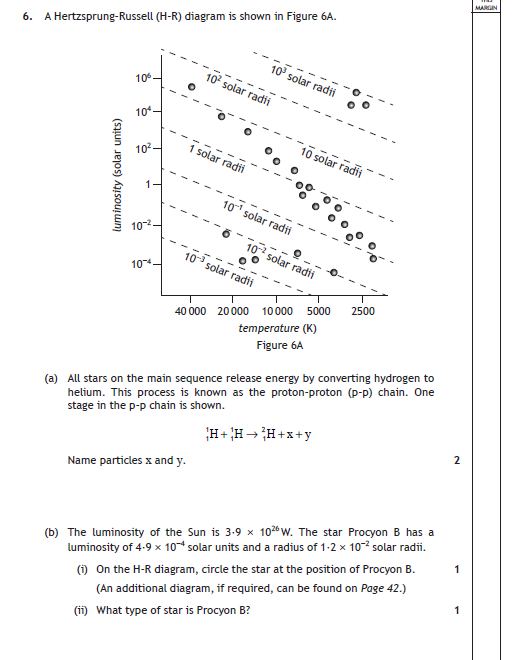 THIS
MARGIN
6. A Hertzsprung-Russell (H-R) diagram is shown in Figure 6A.
10³ solar radii
10² solar radii
10⁶
10⁴
10²
1
10⁻²
10⁻⁴
luminosity (solar units)
1 solar radii
10 solar radii
10⁻¹ solar radii
10⁻² solar radii
10⁻³ solar radii
40 000 20 000 10 000 5000 2500
temperature (K)
Figure 6A
(a) All stars on the main sequence release energy by converting hydrogen to
helium. This process is known as the proton-proton (p-p) chain. One
stage in the p-p chain is shown.
¹₁H + ¹₁H → ²₁H + x + y
Name particles x and y. 2
(b) The luminosity of the Sun is 3·9 × 10²⁶ W. The star Procyon B has a
luminosity of 4·9 × 10⁻⁴ solar units and a radius of 1·2 × 10⁻² solar radii.
(i) On the H-R diagram, circle the star at the position of Procyon B. 1
(An additional diagram, if required, can be found on Page 42.)
(ii) What type of star is Procyon B? 1